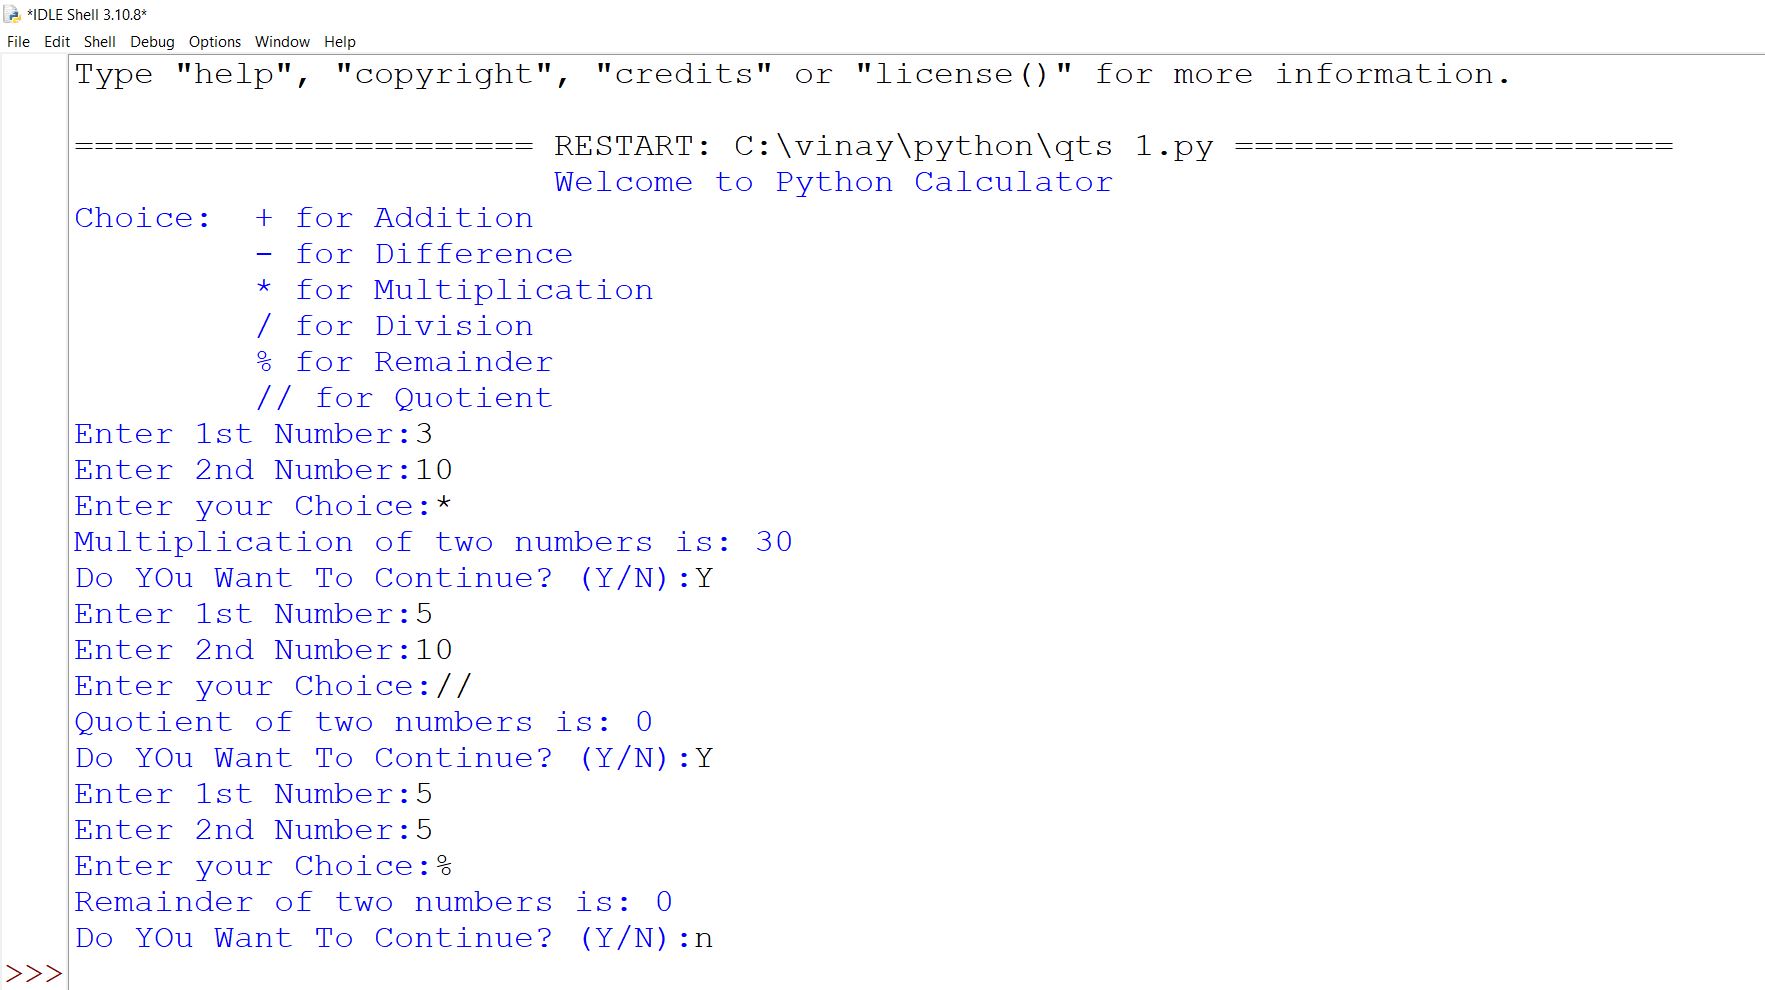 *IDLE Shell 3.10.8*
File Edit Shell Debug Options Window Help
Type "help", "copyright", "credits" or "license()" for more information.
======================= RESTART: C:\vinay\python\qts 1.py ======================
Welcome to Python Calculator
Choice:  + for Addition
- for Difference
* for Multiplication
/ for Division
% for Remainder
// for Quotient
Enter 1st Number:3
Enter 2nd Number:10
Enter your Choice:*
Multiplication of two numbers is: 30
Do YOu Want To Continue? (Y/N):Y
Enter 1st Number:5
Enter 2nd Number:10
Enter your Choice://
Quotient of two numbers is: 0
Do YOu Want To Continue? (Y/N):Y
Enter 1st Number:5
Enter 2nd Number:5
Enter your Choice:%
Remainder of two numbers is: 0
Do YOu Want To Continue? (Y/N):n
>>>